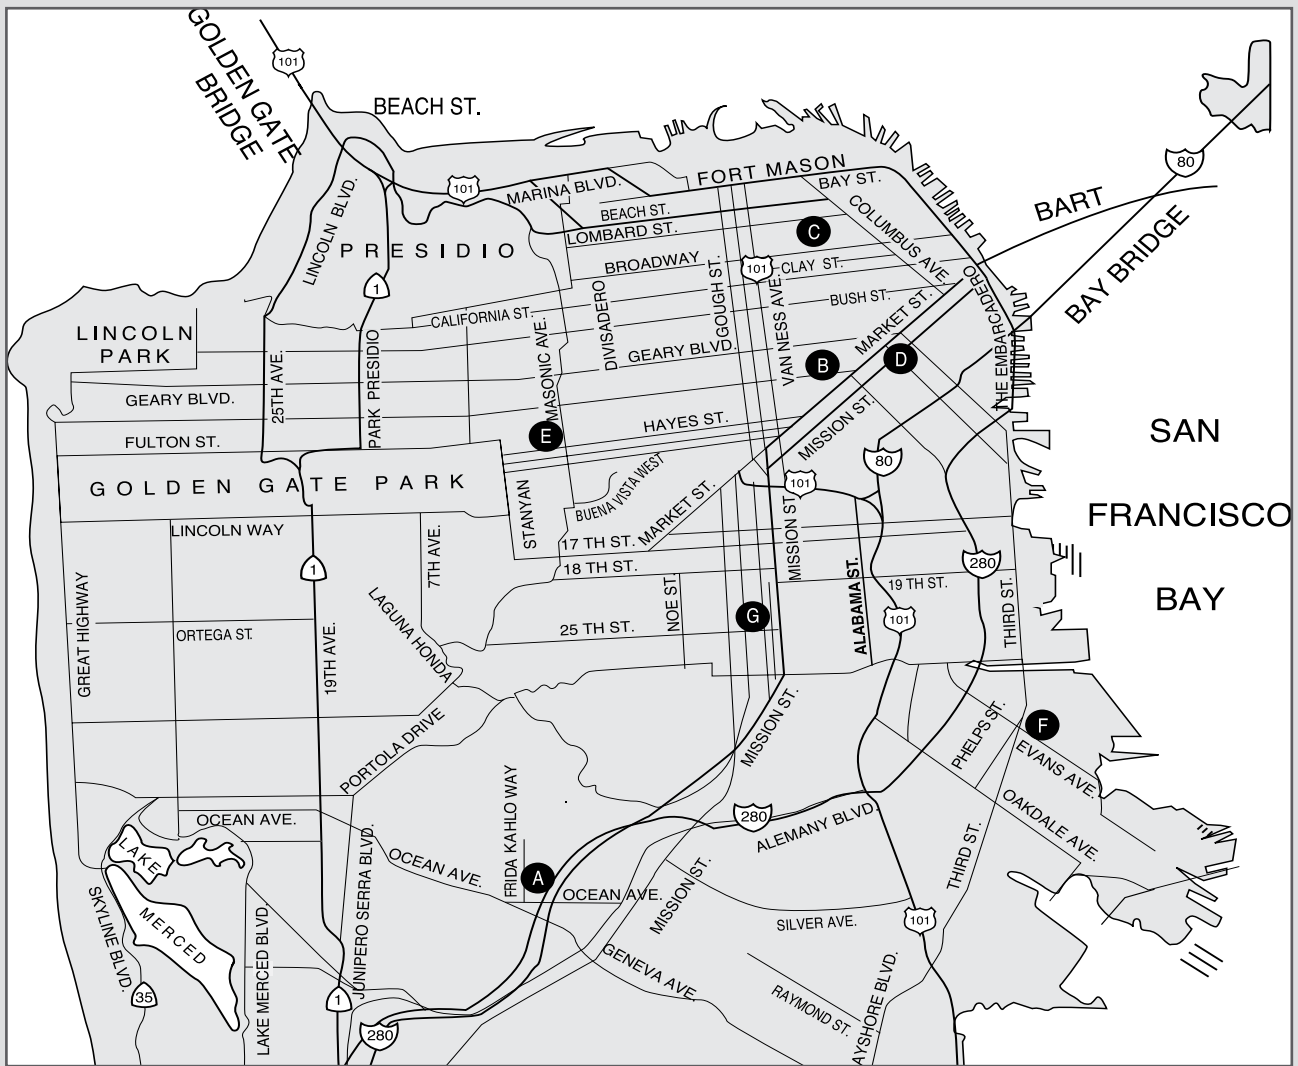 GOLDEN GATE
BRIDGE
101
BEACH ST.
80
FORT MASON
101
MARINA BLVD.
BAY ST.
BART
LINCOLN BLVD.
BEACH ST.
COLUMBUS AVE.
LOMBARD ST.
C
BAY BRIDGE
PRESIDIO
BROADWAY
101
CLAY ST.
1
GOUGH ST.
VAN NESS AVE.
BUSH ST.
THE EMBARCADERO
CALIFORNIA ST.
DIVISADERO
MARKET ST.
LINCOLN
PARK
25TH AVE.
PARK PRESIDIO
MASONIC AVE.
GEARY BLVD.
B
D
GEARY BLVD.
HAYES ST.
MISSION ST.
FULTON ST.
E
SAN
FRANCISCO
BAY
80
GOLDEN GATE PARK
BUENA VISTA WEST
101
STANYAN
MARKET ST.
MISSION ST.
LINCOLN WAY
7TH AVE.
17 TH ST.
1
18 TH ST.
280
GREAT HIGHWAY
19 TH ST.
ALABAMA ST.
THIRD ST.
LAGUNA HONDA
NOE ST.
G
101
ORTEGA ST.
25 TH ST.
19TH AVE.
PORTOLA DRIVE
MISSION ST.
PHELPS ST.
F
EVANS AVE.
FRIDA KAHLO WAY
280
ALEMANY BLVD.
OAKDALE AVE.
OCEAN AVE.
JUNIPERO SERRA BLVD.
OCEAN AVE.
A
OCEAN AVE.
MISSION ST.
THIRD ST.
LAKE
MERCED
SKYLINE BLVD.
35
LAKE MERCED BLVD.
SILVER AVE.
101
GENEVA AVE.
RAYMOND ST.
AYSHORE BLVD.
1
280